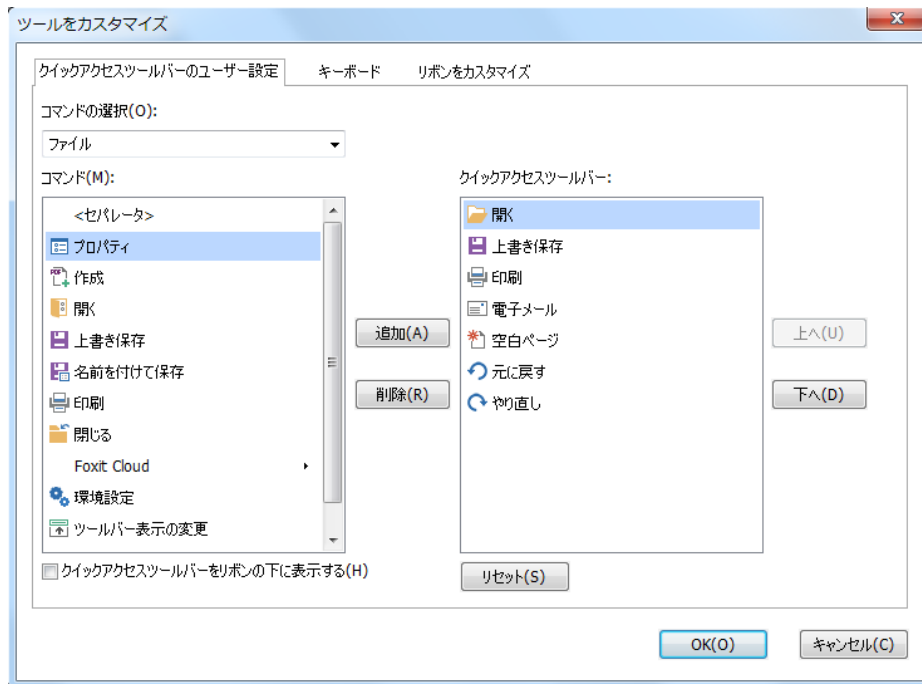 ツールをカスタマイズ
クイックアクセスツールバーのユーザー設定 キーボード リボンをカスタマイズ
コマンドの選択(O):
ファイル
コマンド(M):
<セパレータ>
プロパティ
作成
開く
上書き保存
名前を付けて保存
印刷
閉じる
Foxit Cloud
環境設定
ツールバー表示の変更
クイックアクセスツールバーをリボンの下に表示する(H)
追加(A)
削除(R)
クイックアクセスツールバー:
開く
上書き保存
印刷
電子メール
空白ページ
元に戻す
やり直し
リセット(S)
上へ(U)
下へ(D)
OK(O) キャンセル(C)